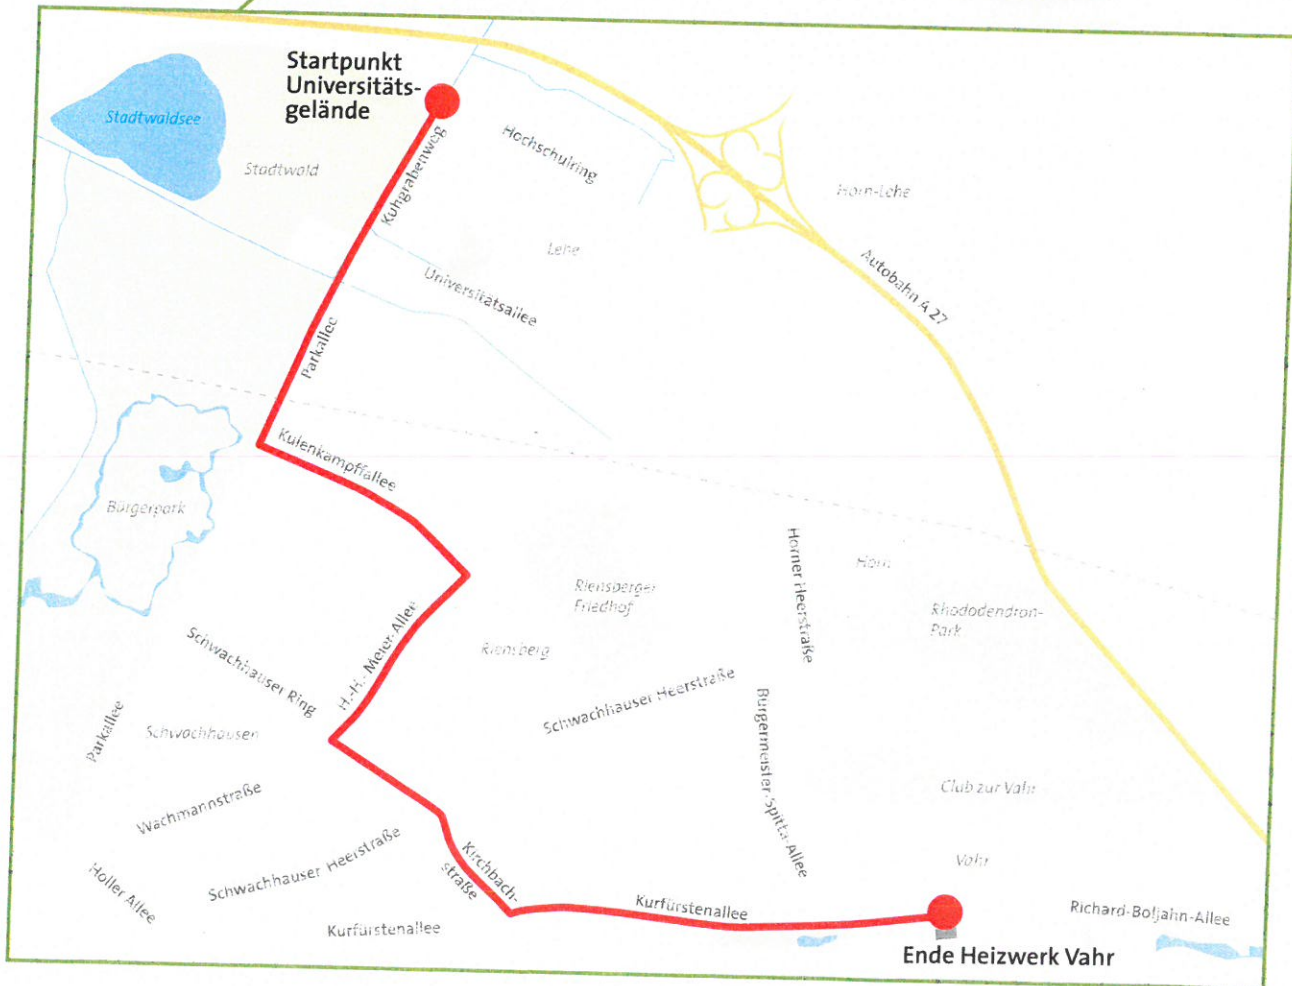 Startpunkt
Universitäts-
gelände
Stadtwaldsee
Stadtwald
Kuhgrabenweg
Hochschulring
Horn-Lehe
Lehe
Universitätsallee
Autobahn A 27
Parkallee
Kulenkampffallee
Bürgerpark
Horner Heerstraße
Horn
Riensberger
Friedhof
Rhododendron-
Park
H.-H.-Meier-Allee
Riensberg
Schwachhauser Ring
Schwachhauser Heerstraße
Bürgermeister-Spitta-Allee
Parkallee
Schwachhausen
Club zur Vahr
Wachmannstraße
Schwachhauser Heerstraße
Kirchbach-
straße
Vahr
Holler Allee
Kurfürstenallee
Kurfürstenallee
Richard-Boljahn-Allee
Ende Heizwerk Vahr